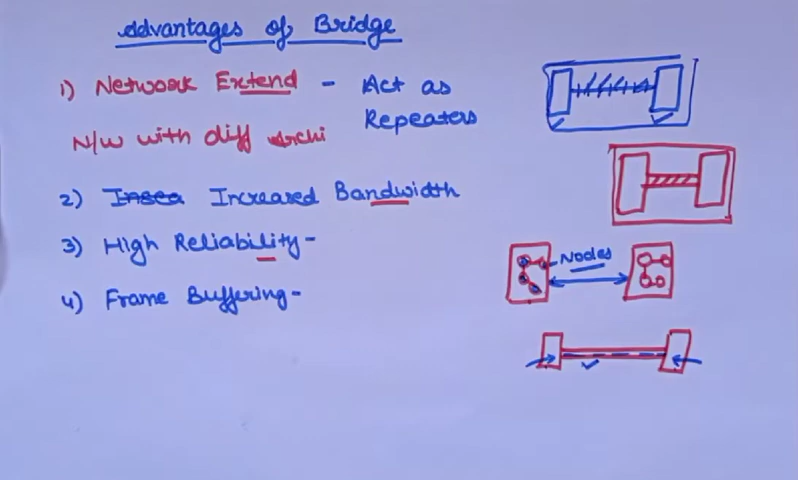 Advantages of Bridge
1) Network Extend - Act as
Repeaters
N/w with diff archi
2) Increased Bandwidth
3) High Reliability-
Nodes
4) Frame Buffering-